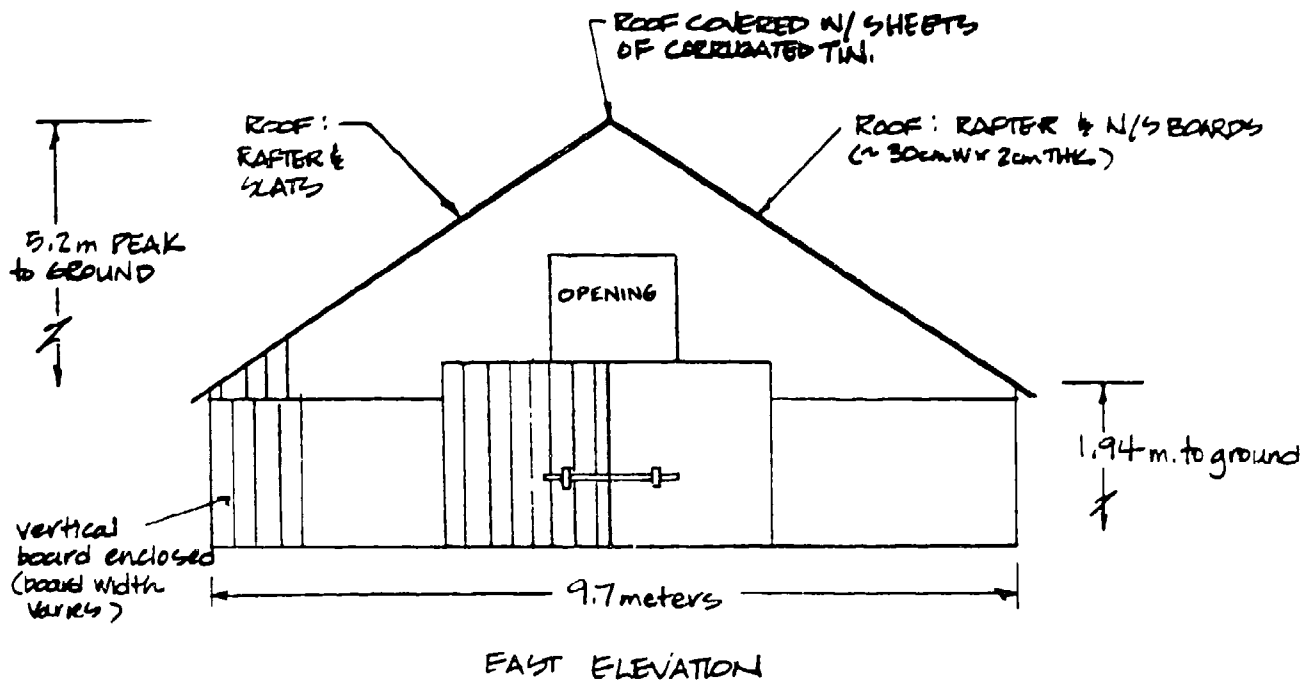 ROOF COVERED W/ SHEETS
OF CORRUGATED TIN.
ROOF:
RAFTER &
SLATS
ROOF: RAFTER & N/S BOARDS
(~ 30cm W x 2cm THK.)
5.2m PEAK
to GROUND
OPENING
1.94 m. to ground
vertical
board enclosed
(board width
varies)
9.7 meters
EAST ELEVATION